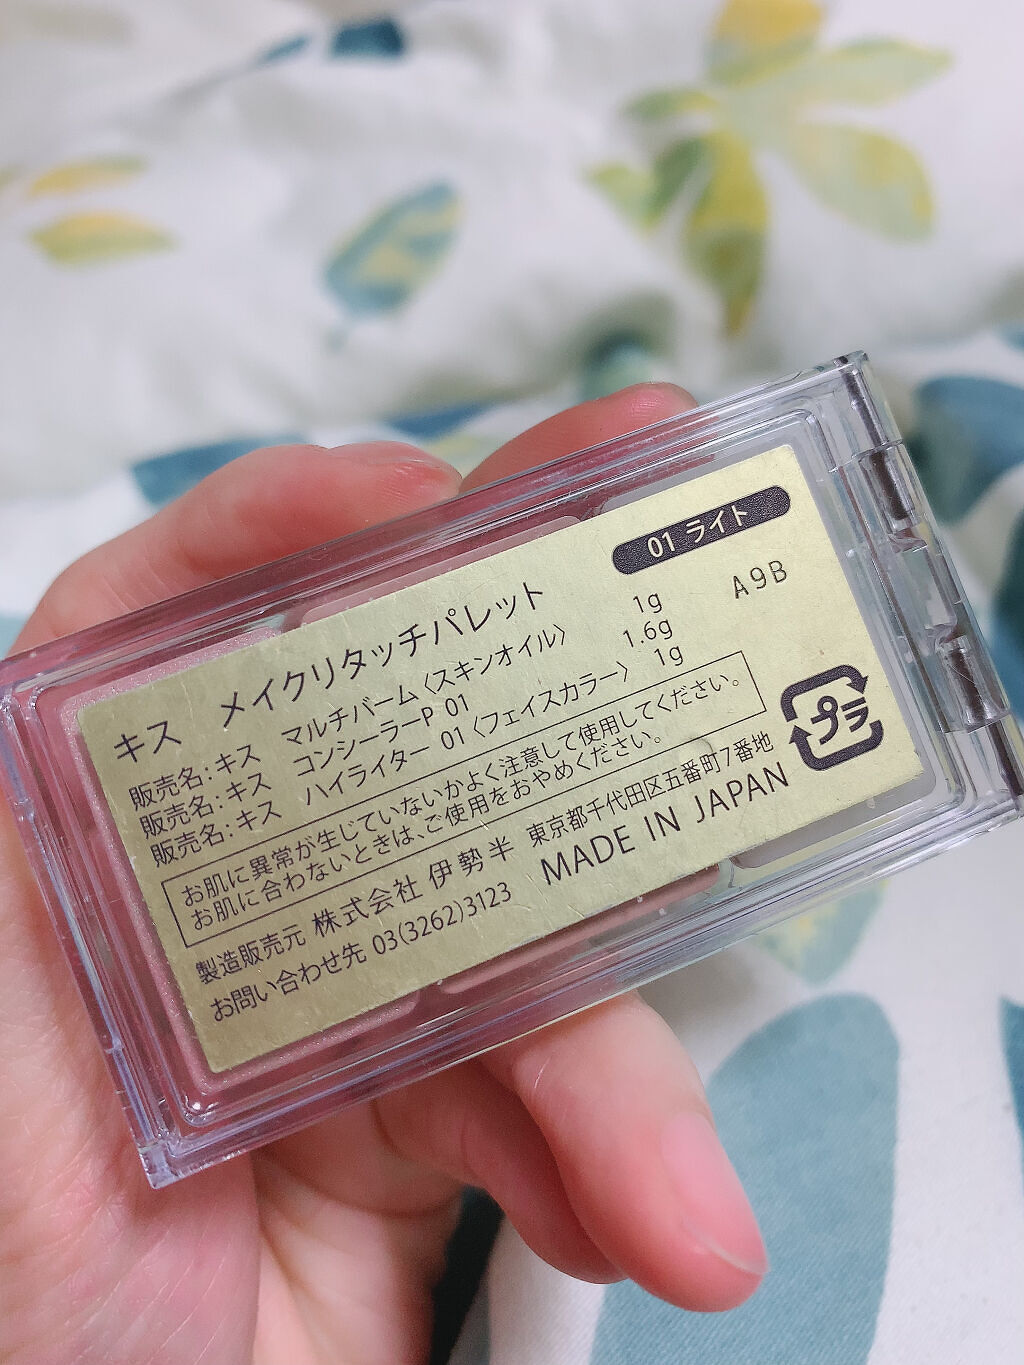 01 ライト
A9B
キス メイクリタッチパレット
販売名:キス マルチバーム〈スキンオイル〉 1g
販売名:キス コンシーラーP 01 1.6g
販売名:キス ハイライター 01〈フェイスカラー〉 1g
お肌に異常が生じていないかよく注意して使用してください。
お肌に合わないときは、ご使用をおやめください。
製造販売元 株式会社 伊勢半 東京都千代田区五番町7番地
お問い合わせ先 03(3262)3123 MADE IN JAPAN
プラ